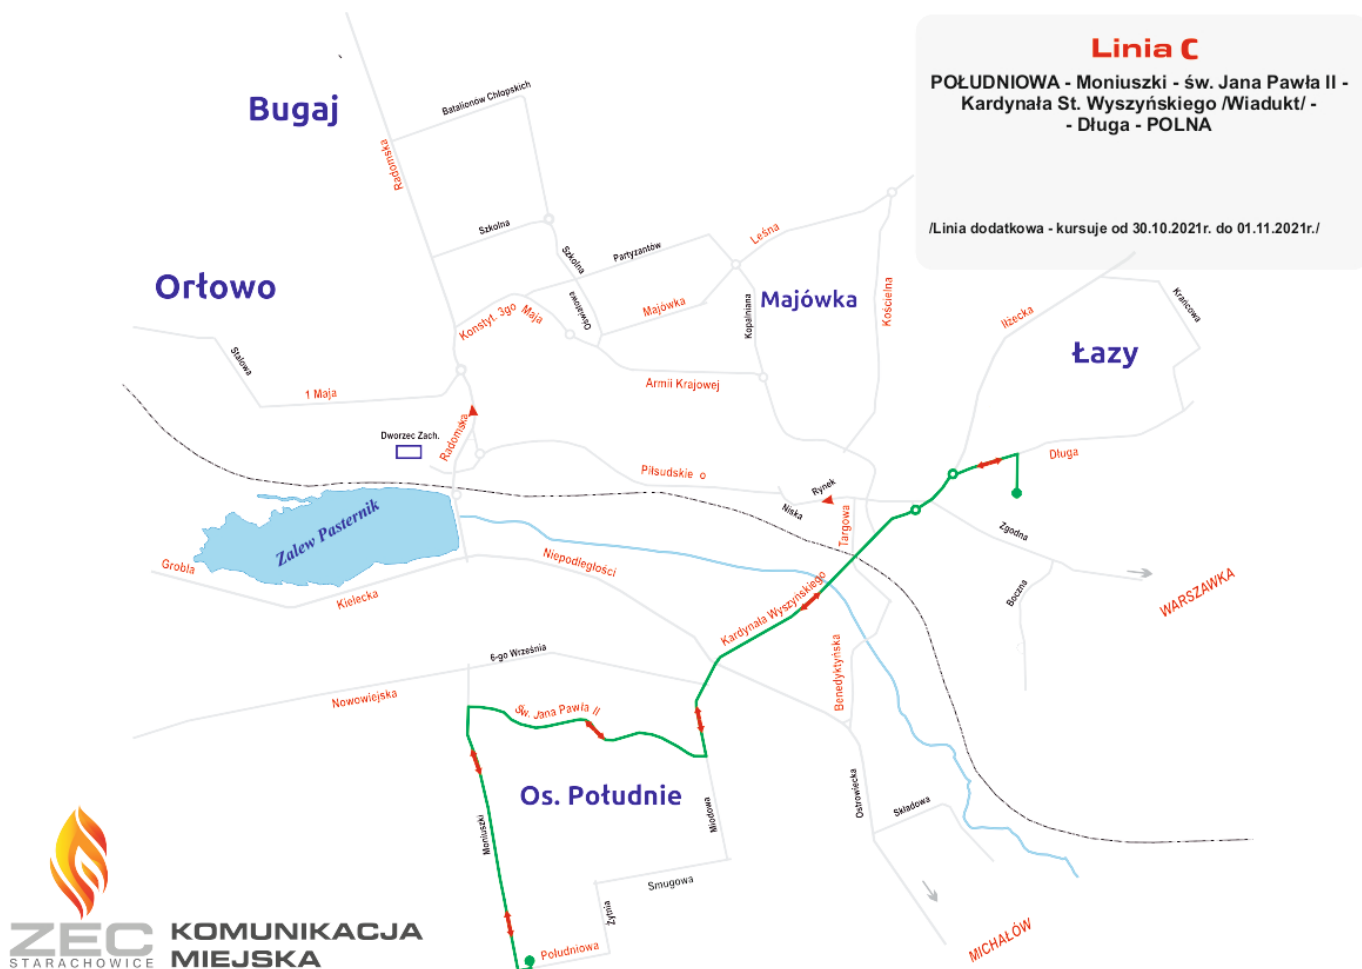 Linia C
POŁUDNIOWA - Moniuszki - św. Jana Pawła II -
Kardynała St. Wyszyńskiego /Wiadukt/ -
- Długa - POLNA
/Linia dodatkowa - kursuje od 30.10.2021r. do 01.11.2021r./
Bugaj
Batalionów Chłopskich
Radomska
Szkolna
Szkolna
Partyzantów
Leśna
Orłowo
Konstyt. 3go Maja
Oświatowa
Majówka
Kopalniana
Majówka
Kościelna
Iłżecka
Krańcowa
Łazy
Stalowa
1 Maja
Armii Krajowej
Radomska
Dworzec Zach.
Piłsudskie o
Rynek
Niska
Targowa
Długa
Zgodna
Boczna
WARSZAWKA
Zalew Pasternik
Grobla
Kielecka
Niepodległości
Kardynała Wyszyńskiego
Benedyktyńska
6-go Września
Nowowiejska
Św. Jana Pawła II
Os. Południe
Moniuszki
Miodowa
Ostrowiecka
Składowa
Smugowa
Żytnia
Południowa
MICHAŁÓW
ZEC
STARACHOWICE
KOMUNIKACJA
MIEJSKA